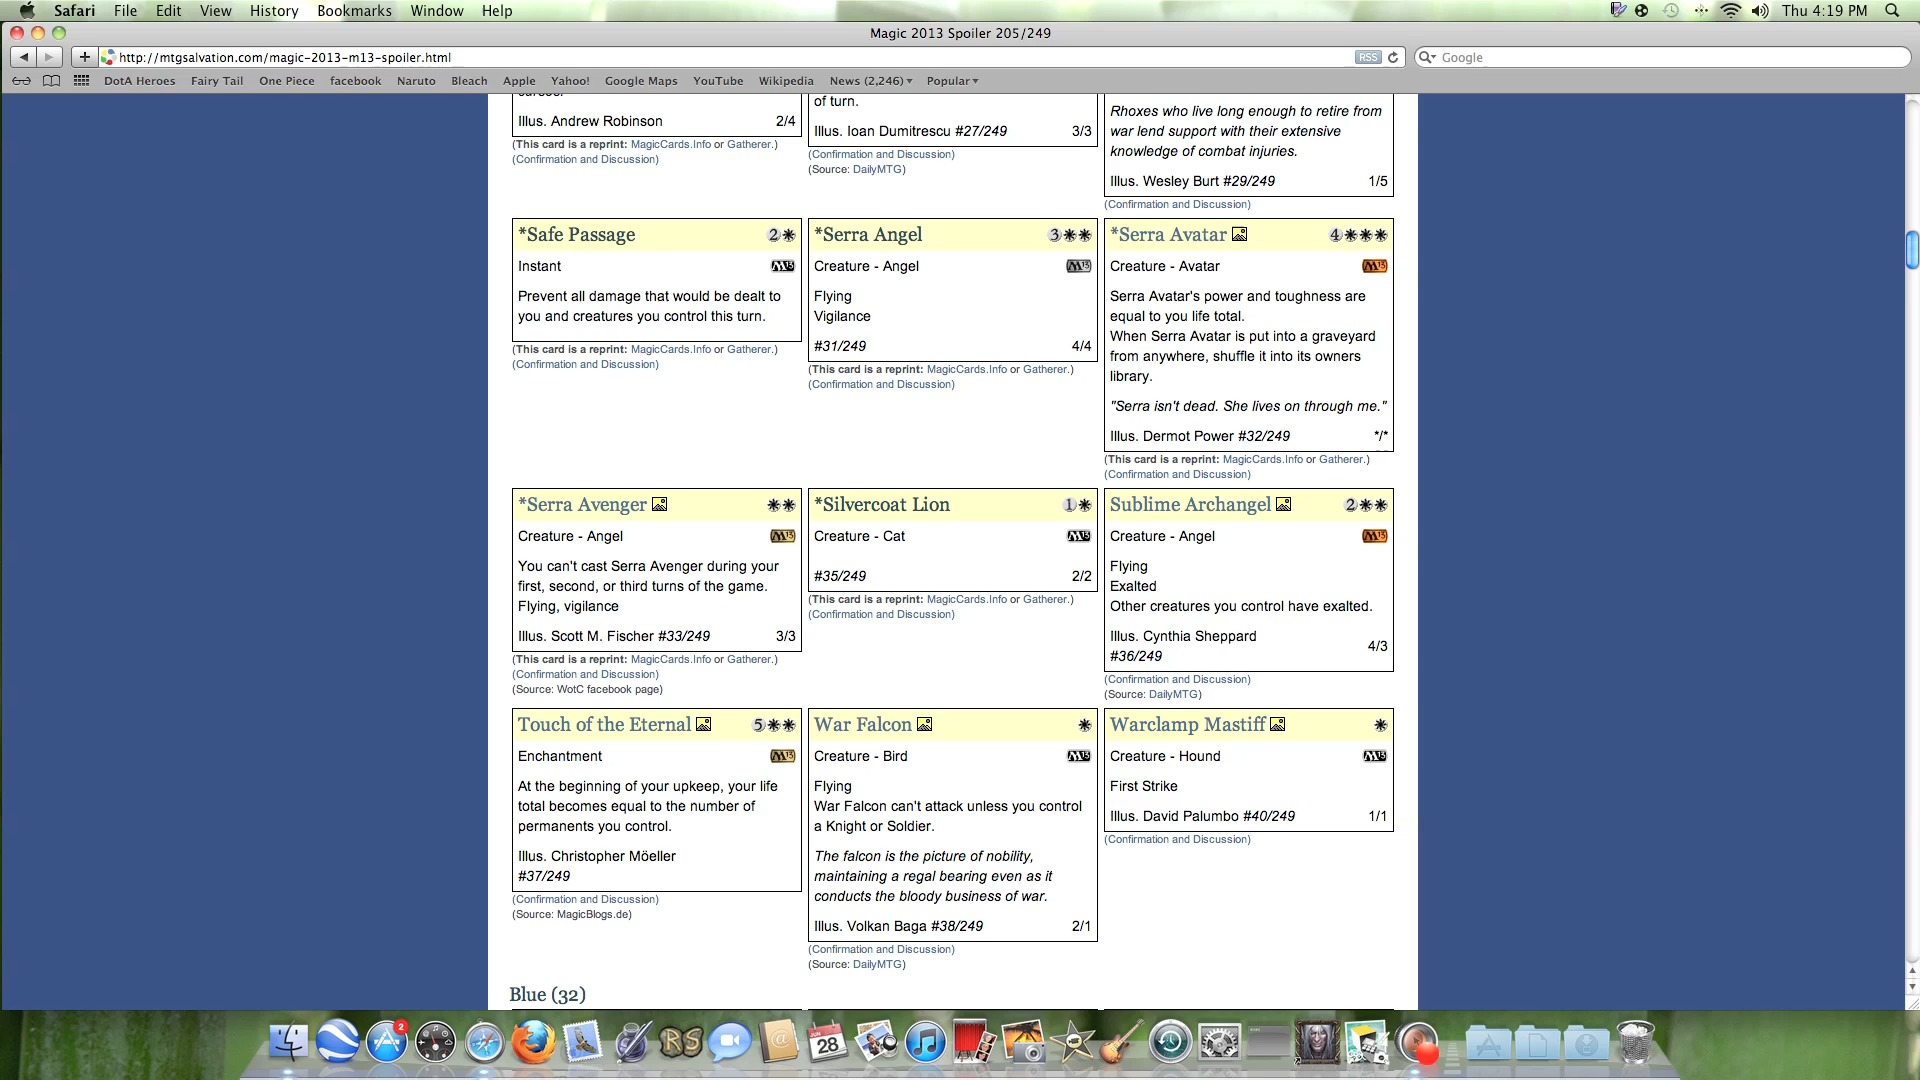 Safari File Edit View History Bookmarks Window Help Thu 4:19 PM
Magic 2013 Spoiler 205/249
http://mtgsalvation.com/magic-2013-m13-spoiler.html RSS Google
DotA Heroes Fairy Tail One Piece facebook Naruto Bleach Apple Yahoo! Google Maps YouTube Wikipedia News (2,246) Popular
Illus. Andrew Robinson 2/4
(This card is a reprint: MagicCards.Info or Gatherer.)
(Confirmation and Discussion)
of turn.
Illus. Ioan Dumitrescu #27/249 3/3
(Confirmation and Discussion)
(Source: DailyMTG)
Rhoxes who live long enough to retire from
war lend support with their extensive
knowledge of combat injuries.
Illus. Wesley Burt #29/249 1/5
(Confirmation and Discussion)
*Safe Passage 2
Instant M13
Prevent all damage that would be dealt to
you and creatures you control this turn.
(This card is a reprint: MagicCards.Info or Gatherer.)
(Confirmation and Discussion)
*Serra Angel 3
Creature - Angel M13
Flying
Vigilance
#31/249 4/4
(This card is a reprint: MagicCards.Info or Gatherer.)
(Confirmation and Discussion)
*Serra Avatar 4
Creature - Avatar M13
Serra Avatar's power and toughness are
equal to you life total.
When Serra Avatar is put into a graveyard
from anywhere, shuffle it into its owners
library.
"Serra isn't dead. She lives on through me."
Illus. Dermot Power #32/249 */*
(This card is a reprint: MagicCards.Info or Gatherer.)
(Confirmation and Discussion)
*Serra Avenger
Creature - Angel M13
You can't cast Serra Avenger during your
first, second, or third turns of the game.
Flying, vigilance
Illus. Scott M. Fischer #33/249 3/3
(This card is a reprint: MagicCards.Info or Gatherer.)
(Confirmation and Discussion)
(Source: WotC facebook page)
*Silvercoat Lion 1
Creature - Cat M13
#35/249 2/2
(This card is a reprint: MagicCards.Info or Gatherer.)
(Confirmation and Discussion)
Sublime Archangel 2
Creature - Angel M13
Flying
Exalted
Other creatures you control have exalted.
Illus. Cynthia Sheppard
#36/249 4/3
(Confirmation and Discussion)
(Source: DailyMTG)
Touch of the Eternal 5
Enchantment M13
At the beginning of your upkeep, your life
total becomes equal to the number of
permanents you control.
Illus. Christopher Möeller
#37/249
(Confirmation and Discussion)
(Source: MagicBlogs.de)
War Falcon
Creature - Bird M13
Flying
War Falcon can't attack unless you control
a Knight or Soldier.
The falcon is the picture of nobility,
maintaining a regal bearing even as it
conducts the bloody business of war.
Illus. Volkan Baga #38/249 2/1
(Confirmation and Discussion)
(Source: DailyMTG)
Warclamp Mastiff
Creature - Hound M13
First Strike
Illus. David Palumbo #40/249 1/1
(Confirmation and Discussion)
Blue (32)
2
RS
JUN
28